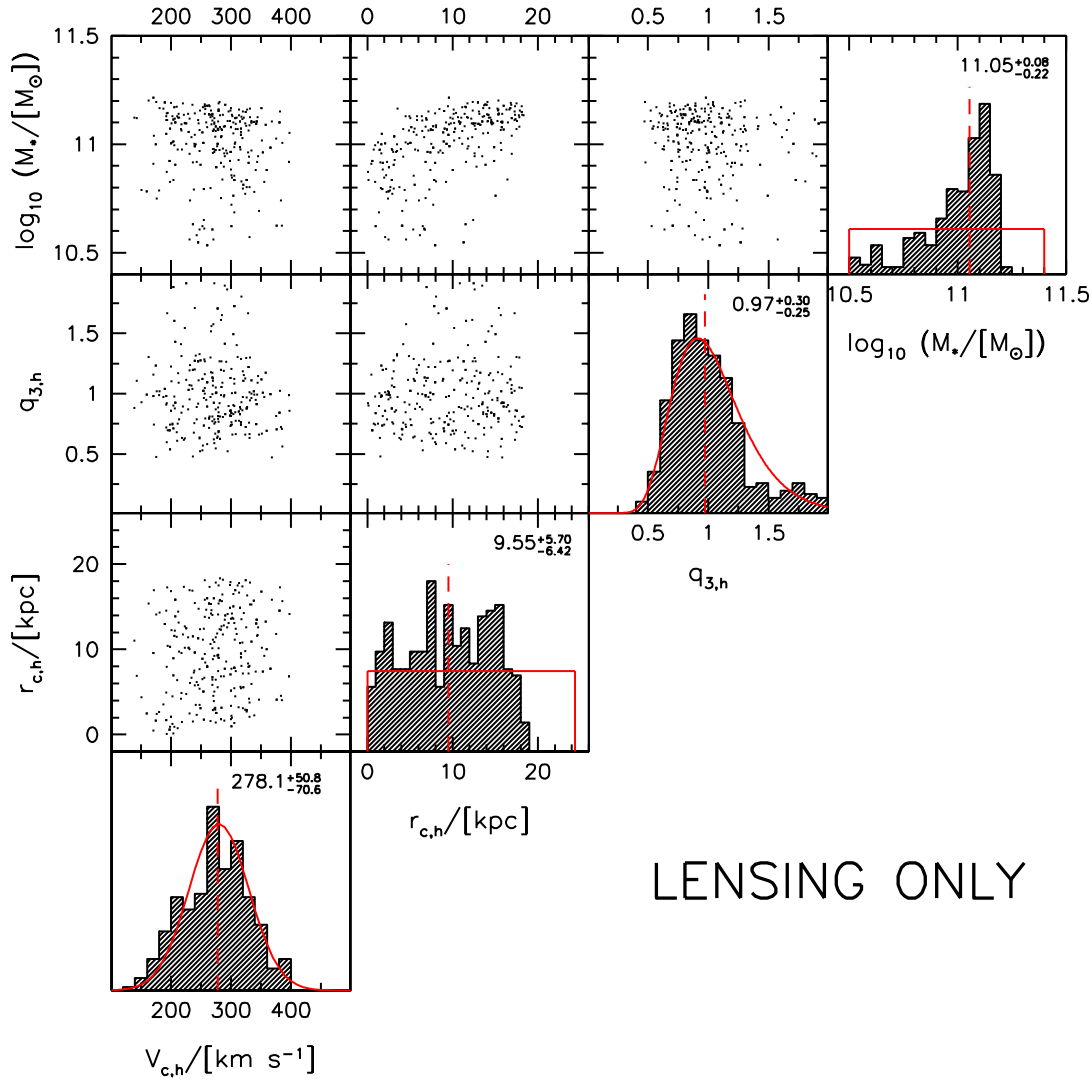 200 300 400 0 10 20 0.5 1 1.5
11.5
11
10.5
log₁₀ (M*/[M⊙])
11.05 +0.08 -0.22
10.5 11 11.5
log₁₀ (M*/[M⊙])
1.5
1
0.5
q₃,ₕ
0.97 +0.30 -0.25
0.5 1 1.5
q₃,ₕ
20
10
0
r_c,h/[kpc]
9.55 +5.70 -6.42
0 10 20
r_c,h/[kpc]
278.1 +50.8 -70.6
LENSING ONLY
200 300 400
V_c,h/[km s⁻¹]